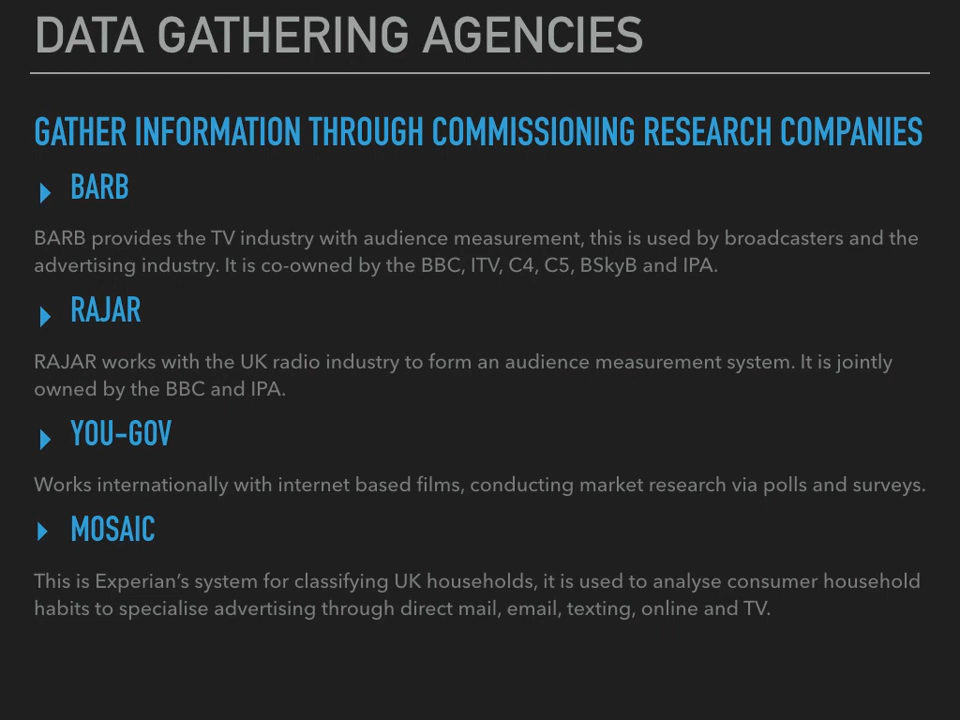 DATA GATHERING AGENCIES
GATHER INFORMATION THROUGH COMMISSIONING RESEARCH COMPANIES
BARB
BARB provides the TV industry with audience measurement, this is used by broadcasters and the
advertising industry. It is co-owned by the BBC, ITV, C4, C5, BSkyB and IPA.
RAJAR
RAJAR works with the UK radio industry to form an audience measurement system. It is jointly
owned by the BBC and IPA.
YOU-GOV
Works internationally with internet based films, conducting market research via polls and surveys.
MOSAIC
This is Experian’s system for classifying UK households, it is used to analyse consumer household
habits to specialise advertising through direct mail, email, texting, online and TV.